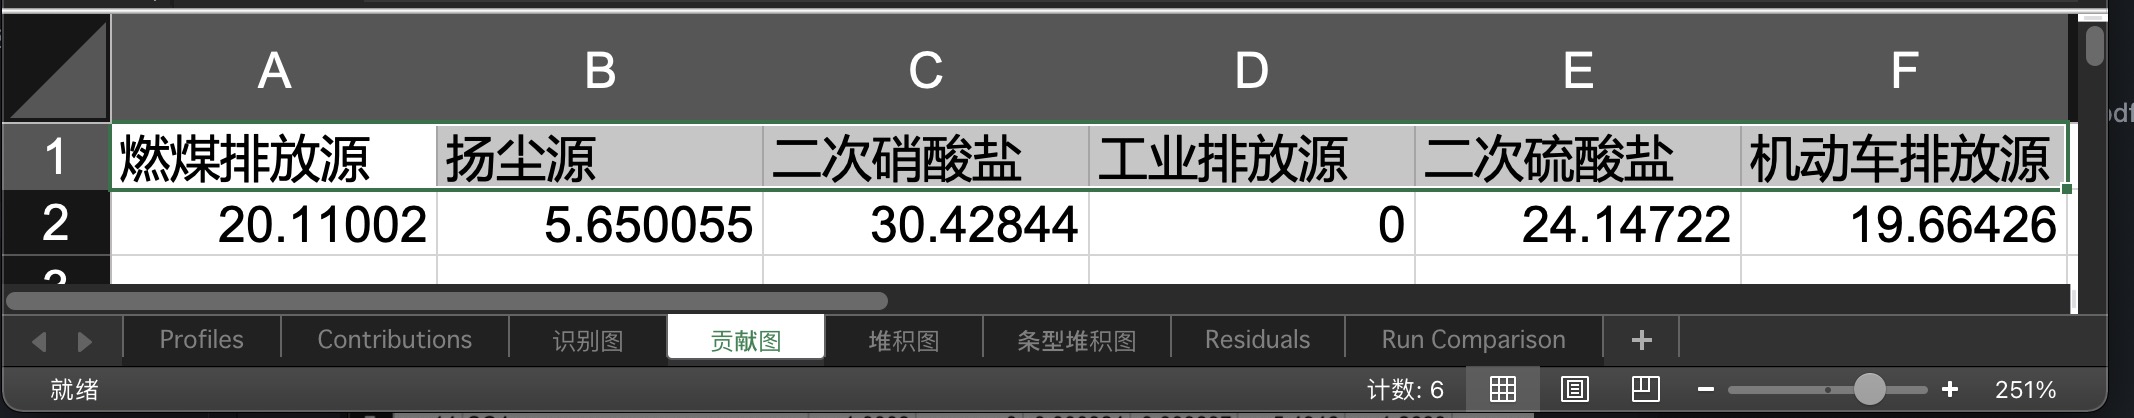 A B C D E F
1 燃煤排放源 扬尘源 二次硝酸盐 工业排放源 二次硫酸盐 机动车排放源
2 20.11002 5.650055 30.42844 0 24.14722 19.66426
Profiles Contributions 识别图 贡献图 堆积图 条型堆积图 Residuals Run Comparison +
就绪 计数: 6 − + 251%